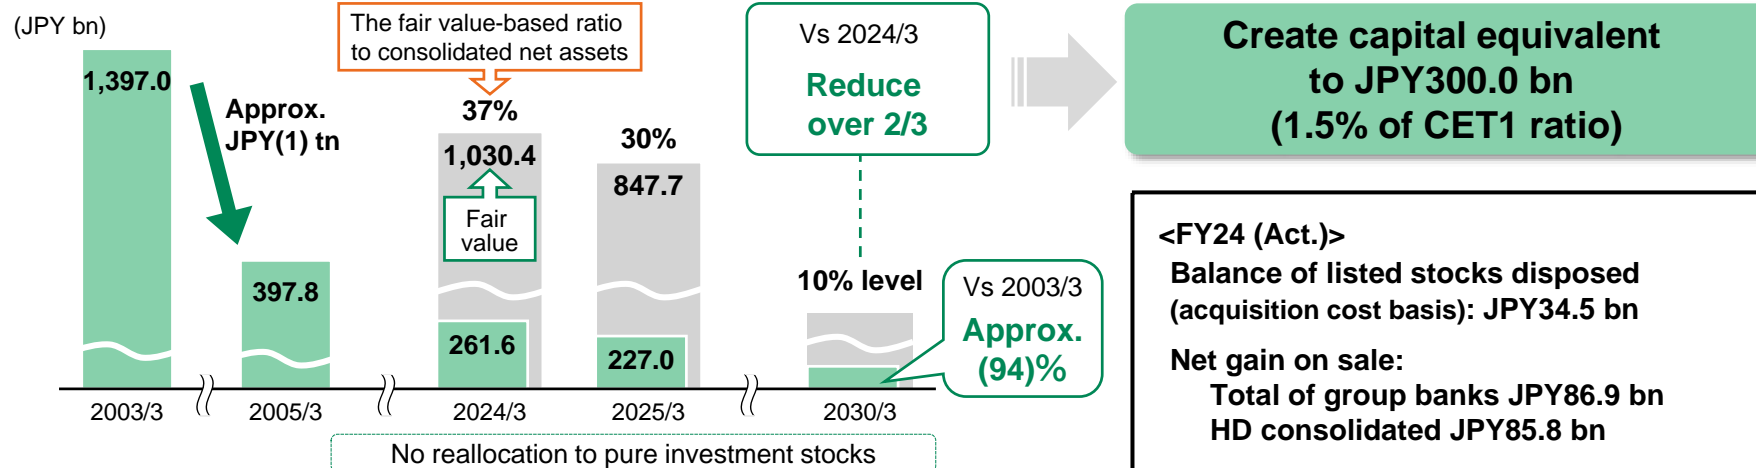 (JPY bn)
1,397.0
Approx.
JPY(1) tn
397.8
The fair value-based ratio
to consolidated net assets
37%
1,030.4
Fair
value
261.6
30%
847.7
227.0
Vs 2024/3
Reduce
over 2/3
10% level
Vs 2003/3
Approx.
(94)%
2003/3
2005/3
2024/3
2025/3
2030/3
No reallocation to pure investment stocks
Create capital equivalent
to JPY300.0 bn
(1.5% of CET1 ratio)
<FY24 (Act.)>
Balance of listed stocks disposed
(acquisition cost basis): JPY34.5 bn
Net gain on sale:
Total of group banks JPY86.9 bn
HD consolidated JPY85.8 bn